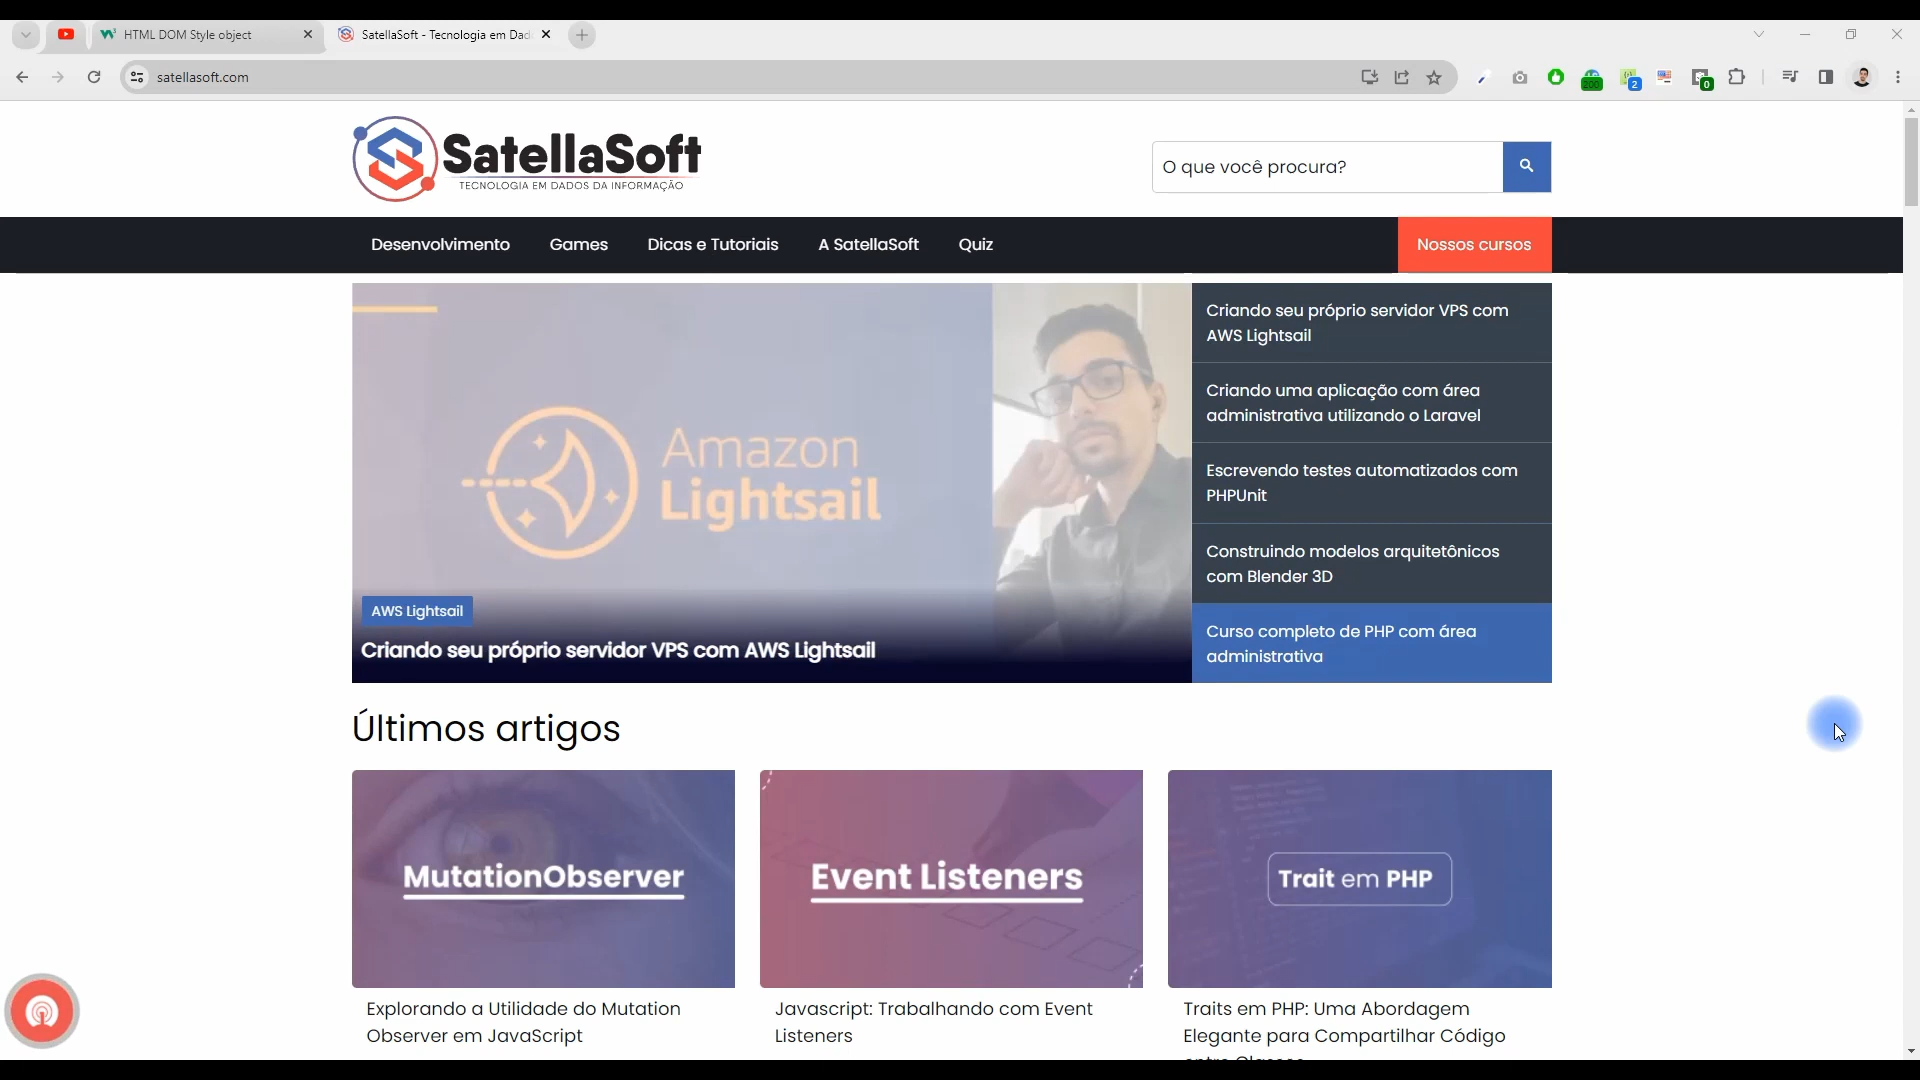 HTML DOM Style object
SatellaSoft - Tecnologia em Dad
satellasoft.com
200
2
0
SatellaSoft
TECNOLOGIA EM DADOS DA INFORMAÇÃO
O que você procura?
Desenvolvimento
Games
Dicas e Tutoriais
A SatellaSoft
Quiz
Nossos cursos
Amazon
Lightsail
AWS Lightsail
Criando seu próprio servidor VPS com AWS Lightsail
Criando seu próprio servidor VPS com
AWS Lightsail
Criando uma aplicação com área
administrativa utilizando o Laravel
Escrevendo testes automatizados com
PHPUnit
Construindo modelos arquitetônicos
com Blender 3D
Curso completo de PHP com área
administrativa
Últimos artigos
MutationObserver
Explorando a Utilidade do Mutation
Observer em JavaScript
Event Listeners
Javascript: Trabalhando com Event
Listeners
Trait em PHP
Traits em PHP: Uma Abordagem
Elegante para Compartilhar Código